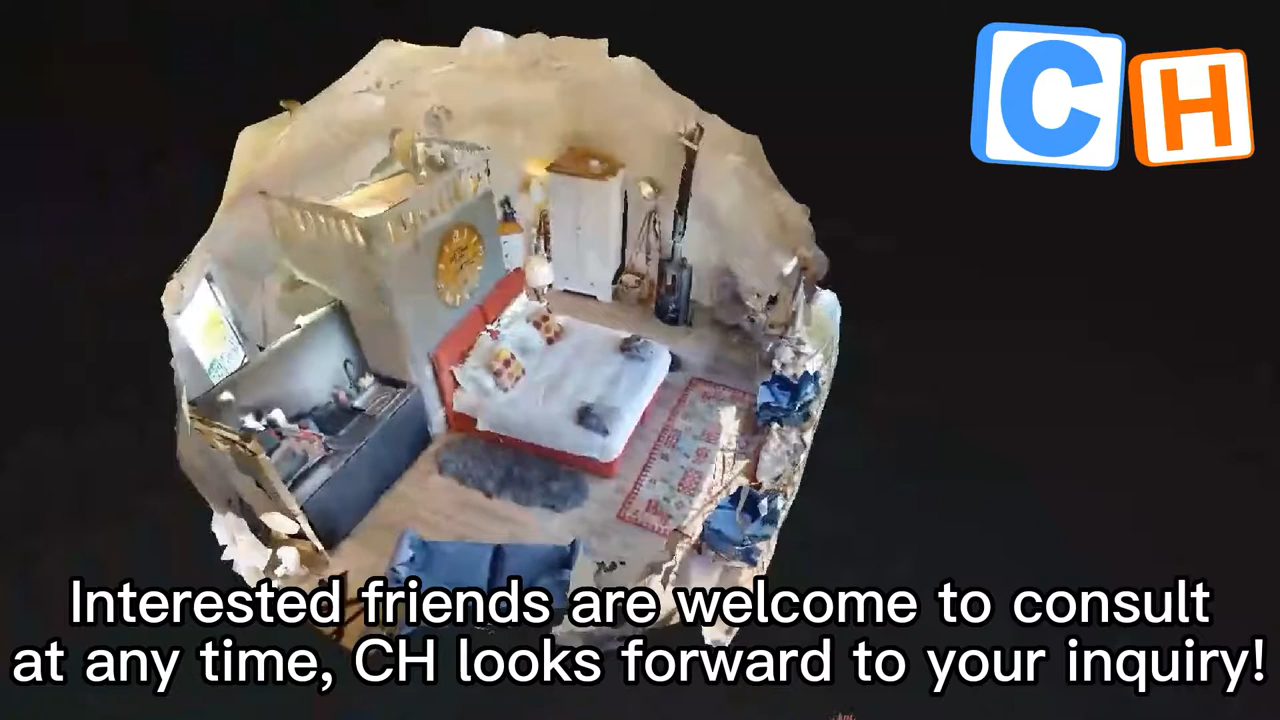 CH
Interested friends are welcome to consult
at any time, CH looks forward to your inquiry!